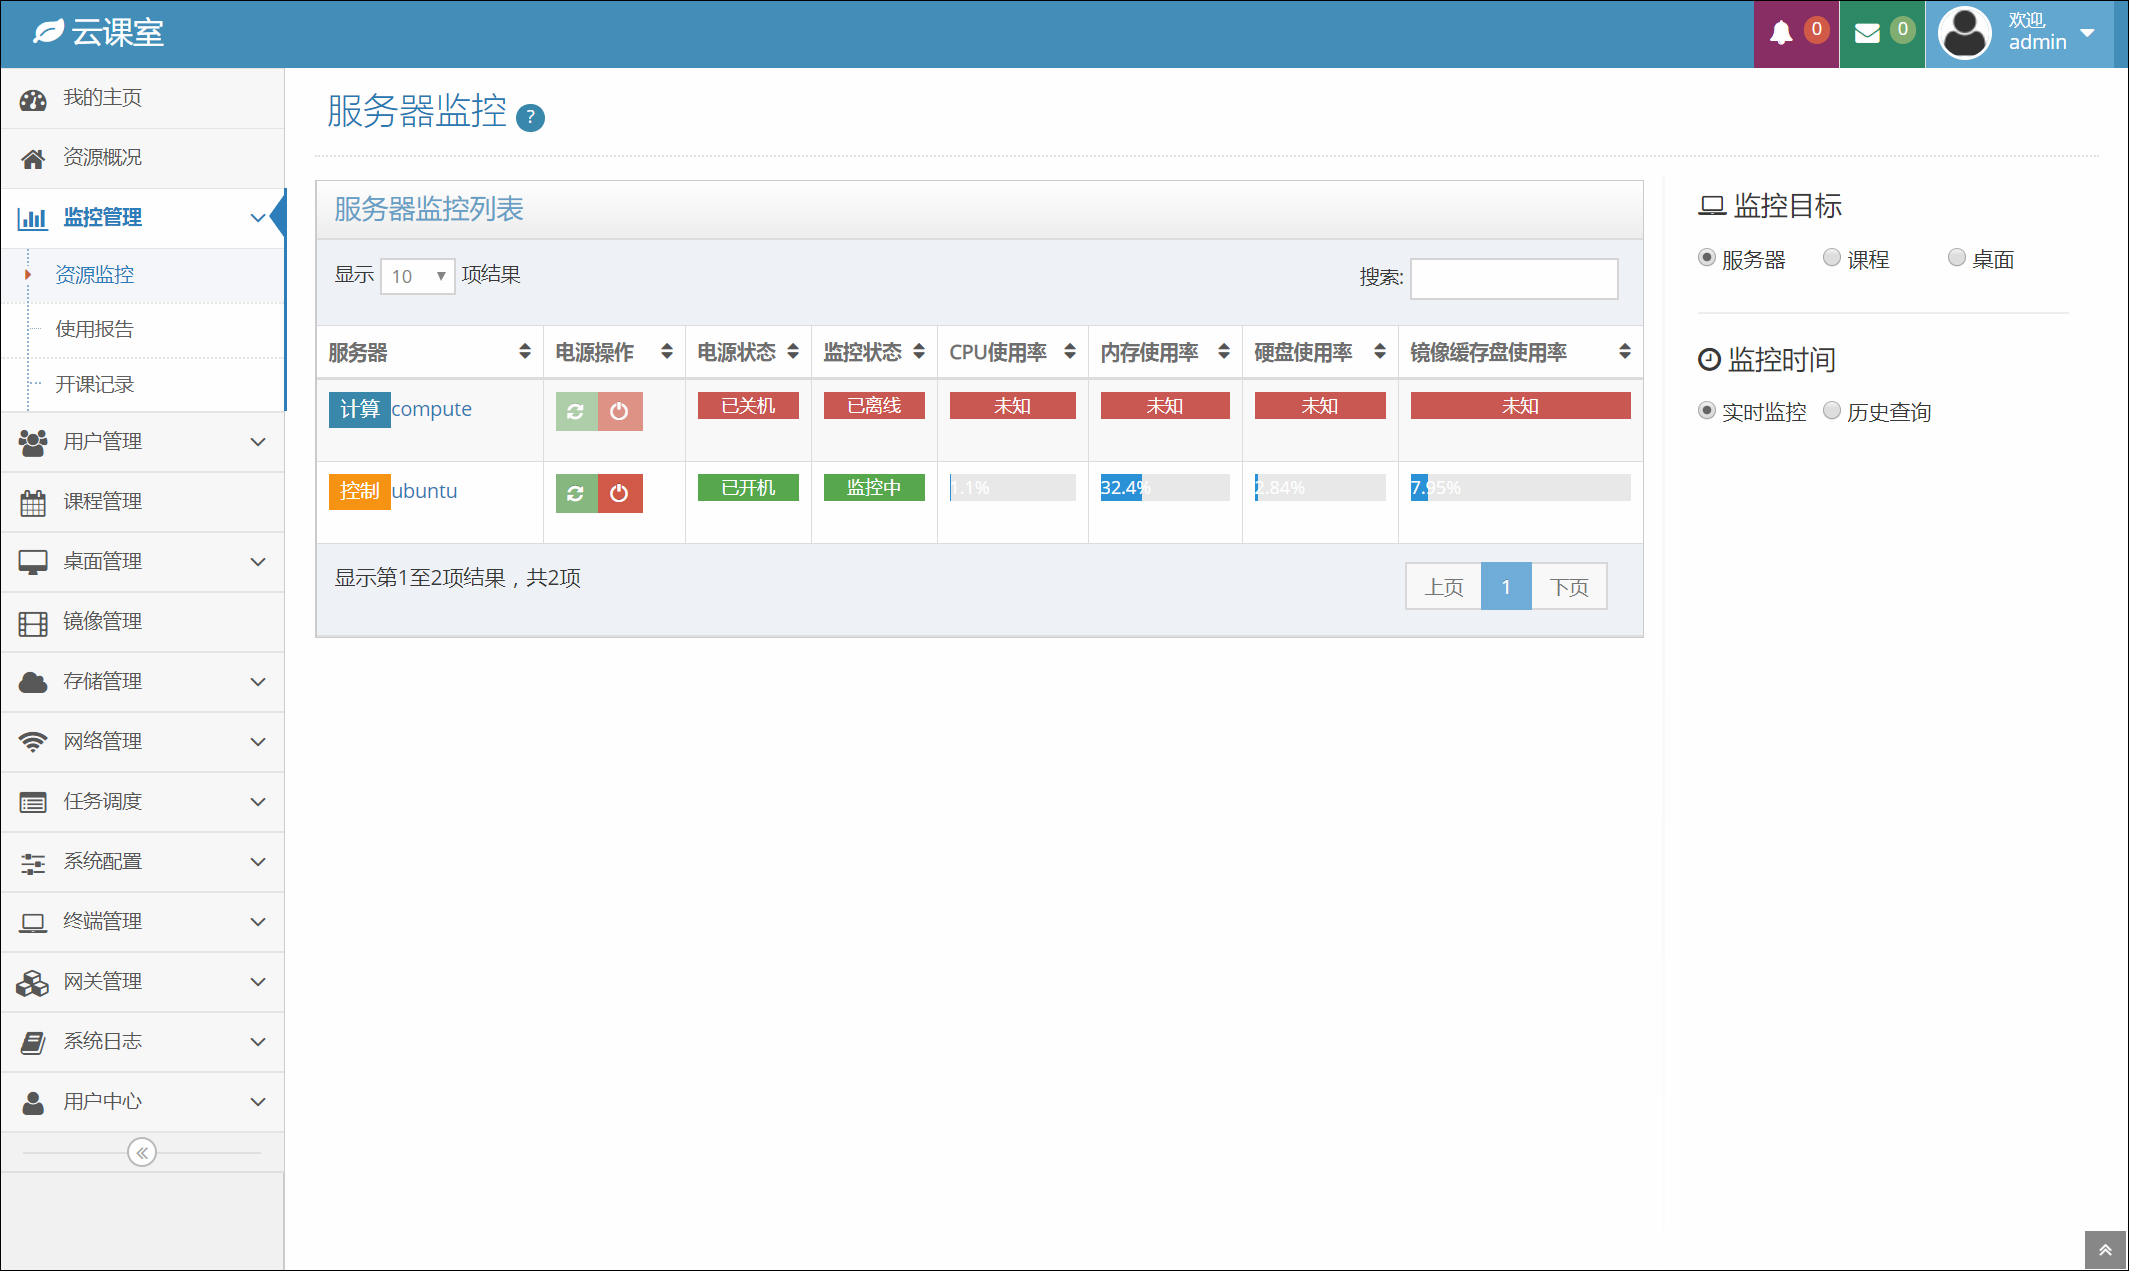 云课室
0
0
欢迎,
admin
我的主页
资源概况
监控管理
资源监控
使用报告
开课记录
用户管理
课程管理
桌面管理
镜像管理
存储管理
网络管理
任务调度
系统配置
终端管理
网关管理
系统日志
用户中心
服务器监控 ?
服务器监控列表
显示 10 项结果
搜索:
服务器 电源操作 电源状态 监控状态 CPU使用率 内存使用率 硬盘使用率 镜像缓存盘使用率
计算 compute 已关机 已离线 未知 未知 未知 未知
控制 ubuntu 已开机 监控中 1.1% 32.4% 2.84% 7.95%
显示第1至2项结果，共2项
上页 1 下页
监控目标
服务器 课程 桌面
监控时间
实时监控 历史查询